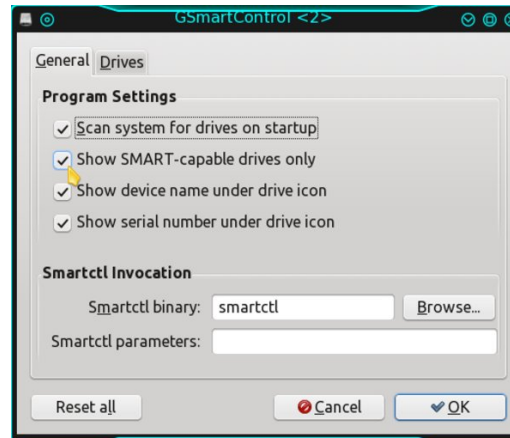 GSmartControl <2>
General Drives
Program Settings
Scan system for drives on startup
Show SMART-capable drives only
Show device name under drive icon
Show serial number under drive icon
Smartctl Invocation
Smartctl binary: smartctl Browse...
Smartctl parameters:
Reset all Cancel OK